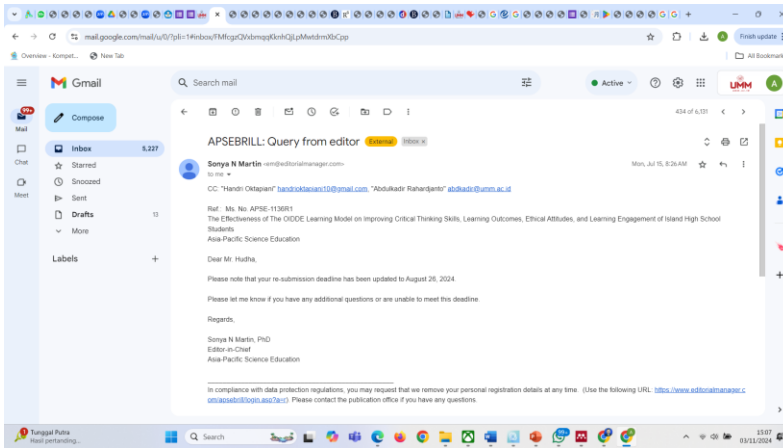 mail.google.com/mail/u/0/?pli=1#inbox/FMfcgzQVxbmqqKknhQjLpMwtdrmXbCpp
Finish update
Overview - Kompet...
New Tab
All Bookmarks
Gmail
Search mail
Active
UMM
A
99+
Mail
Chat
Meet
Compose
Inbox 5,227
Starred
Snoozed
Sent
Drafts 13
More
Labels
434 of 6,131
APSEBRILL: Query from editor External Inbox x
Sonya N Martin <em@editorialmanager.com>
Mon, Jul 15, 8:26 AM
to me
CC: "Handri Oktapiani" handrioktapiani10@gmail.com, "Abdulkadir Rahardjanto" abdkadir@umm.ac.id
Ref.: Ms. No. APSE-1136R1
The Effectiveness of The OIDDE Learning Model on Improving Critical Thinking Skills, Learning Outcomes, Ethical Attitudes, and Learning Engagement of Island High School
Students
Asia-Pacific Science Education
Dear Mr. Hudha,
Please note that your re-submission deadline has been updated to August 26, 2024.
Please let me know if you have any additional questions or are unable to meet this deadline.
Regards,
Sonya N Martin, PhD
Editor-in-Chief
Asia-Pacific Science Education
In compliance with data protection regulations, you may request that we remove your personal registration details at any time. (Use the following URL: https://www.editorialmanager.c
om/apsebrill/login.asp?a=r). Please contact the publication office if you have any questions.
Tunggal Putra
Hasil pertanding...
Search
99+
15:07
03/11/2024